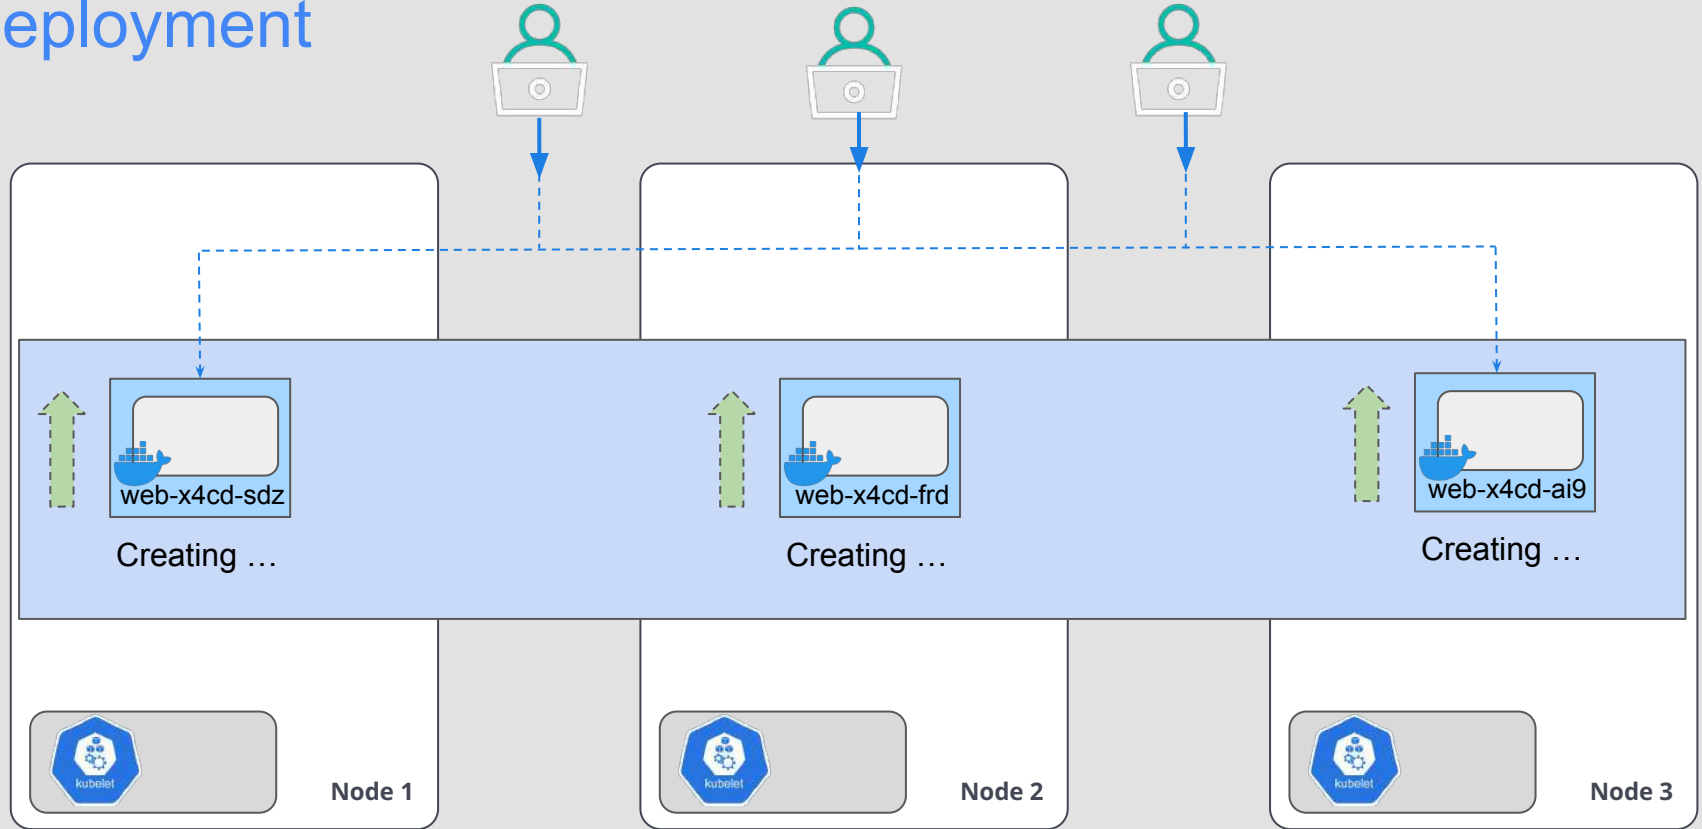 eployment
web-x4cd-sdz
web-x4cd-frd
web-x4cd-ai9
Creating …
Creating …
Creating …
kubelet
Node 1
kubelet
Node 2
kubelet
Node 3